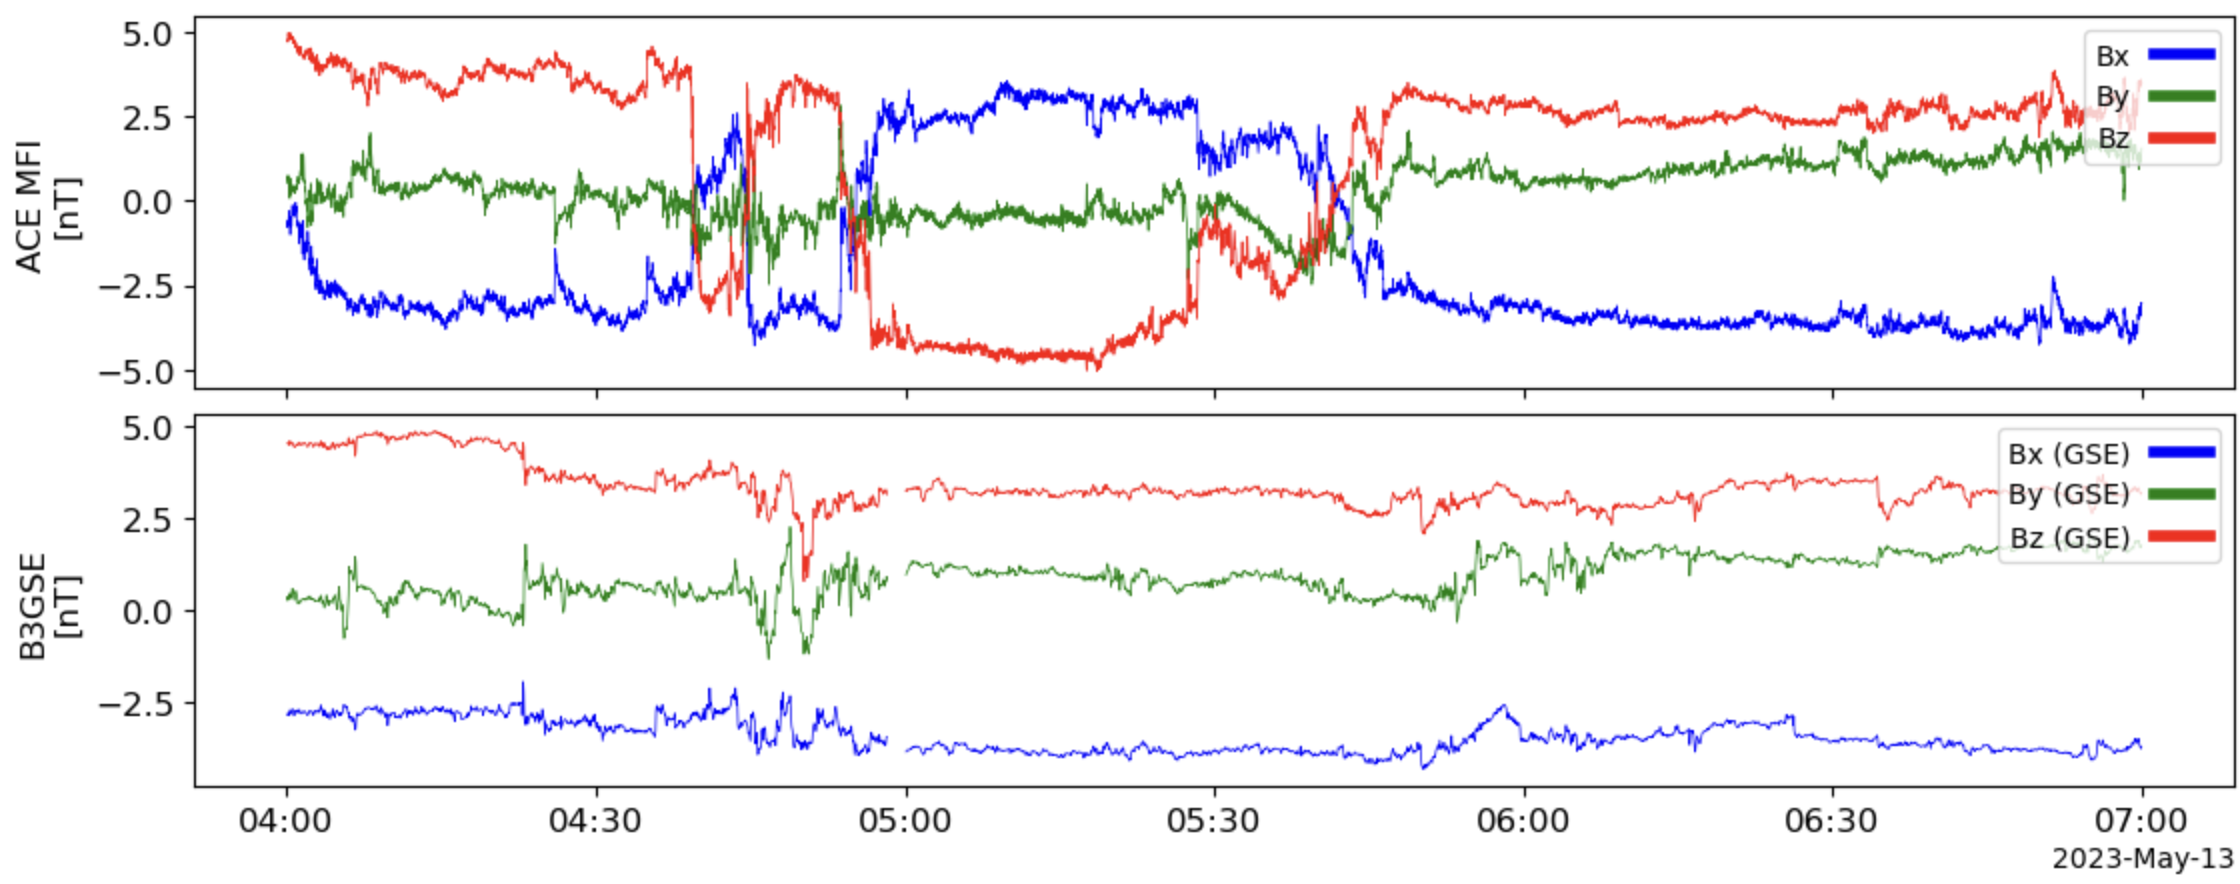 ACE MFI
[nT]
5.0
2.5
0.0
−2.5
−5.0
Bx
By
Bz
B3GSE
[nT]
5.0
2.5
0.0
−2.5
Bx (GSE)
By (GSE)
Bz (GSE)
04:00 04:30 05:00 05:30 06:00 06:30 07:00
2023-May-13